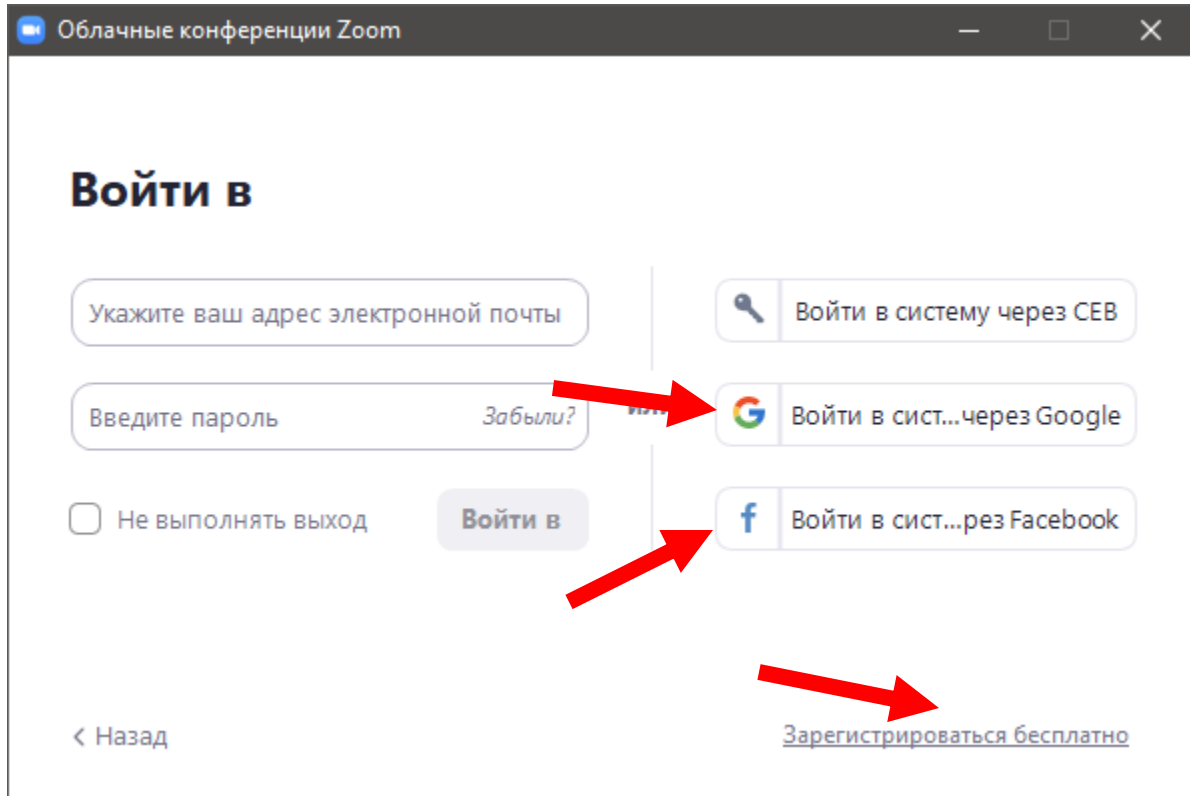 Облачные конференции Zoom
Войти в
Укажите ваш адрес электронной почты
Введите пароль
Забыли?
Не выполнять выход
Войти в
Войти в систему через СЕВ
Войти в сист...через Google
Войти в сист...рез Facebook
Назад
Зарегистрироваться бесплатно